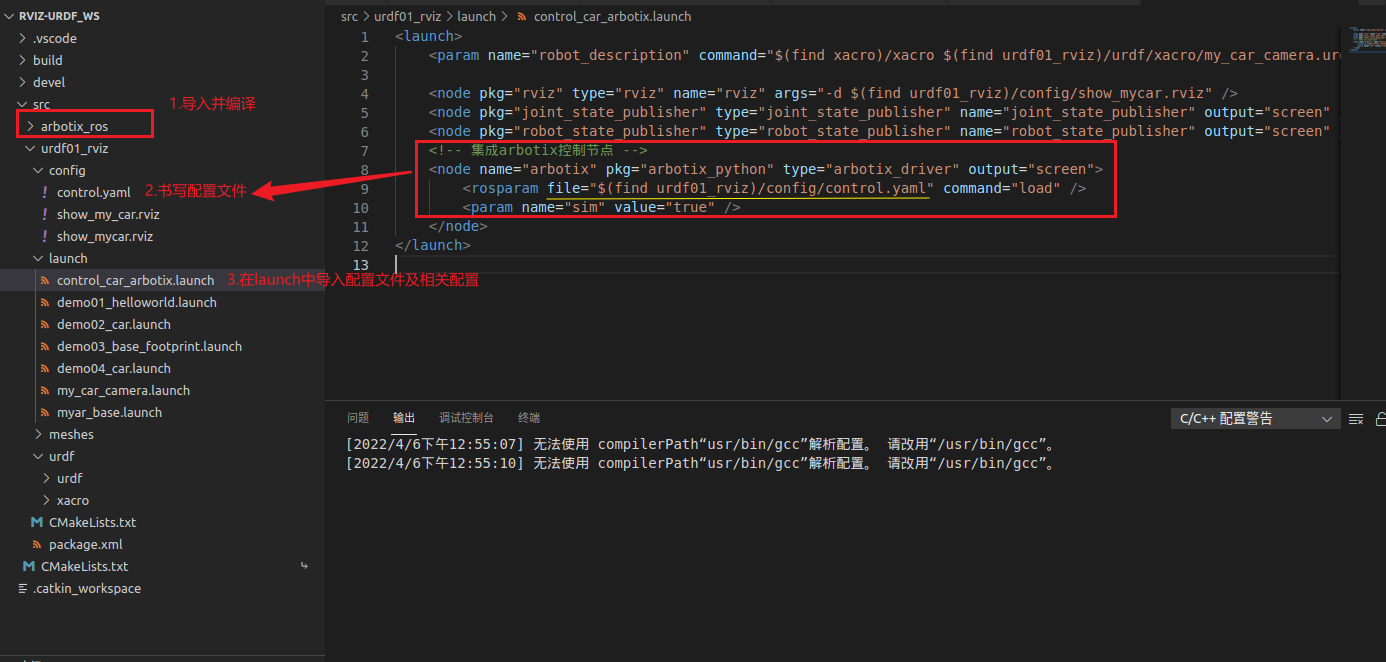 RVIZ-URDF_WS
.vscode
build
devel
src
1.导入并编译
arbotix_ros
urdf01_rviz
config
control.yaml
2.书写配置文件
show_my_car.rviz
show_mycar.rviz
launch
control_car_arbotix.launch
3.在launch中导入配置文件及相关配置
demo01_helloworld.launch
demo02_car.launch
demo03_base_footprint.launch
demo04_car.launch
my_car_camera.launch
myar_base.launch
meshes
urdf
urdf
xacro
CMakeLists.txt
package.xml
CMakeLists.txt
.catkin_workspace
src > urdf01_rviz > launch > control_car_arbotix.launch
1 <launch>
2 <param name="robot_description" command="$(find xacro)/xacro $(find urdf01_rviz)/urdf/xacro/my_car_camera.ur
3
4 <node pkg="rviz" type="rviz" name="rviz" args="-d $(find urdf01_rviz)/config/show_mycar.rviz" />
5 <node pkg="joint_state_publisher" type="joint_state_publisher" name="joint_state_publisher" output="screen"
6 <node pkg="robot_state_publisher" type="robot_state_publisher" name="robot_state_publisher" output="screen"
7 <!-- 集成arbotix控制节点 -->
8 <node name="arbotix" pkg="arbotix_python" type="arbotix_driver" output="screen">
9 <rosparam file="$(find urdf01_rviz)/config/control.yaml" command="load" />
10 <param name="sim" value="true" />
11 </node>
12 </launch>
13
问题 输出 调试控制台 终端
C/C++ 配置警告
[2022/4/6下午12:55:07] 无法使用 compilerPath“usr/bin/gcc”解析配置。 请改用“/usr/bin/gcc”。
[2022/4/6下午12:55:10] 无法使用 compilerPath“usr/bin/gcc”解析配置。 请改用“/usr/bin/gcc”。